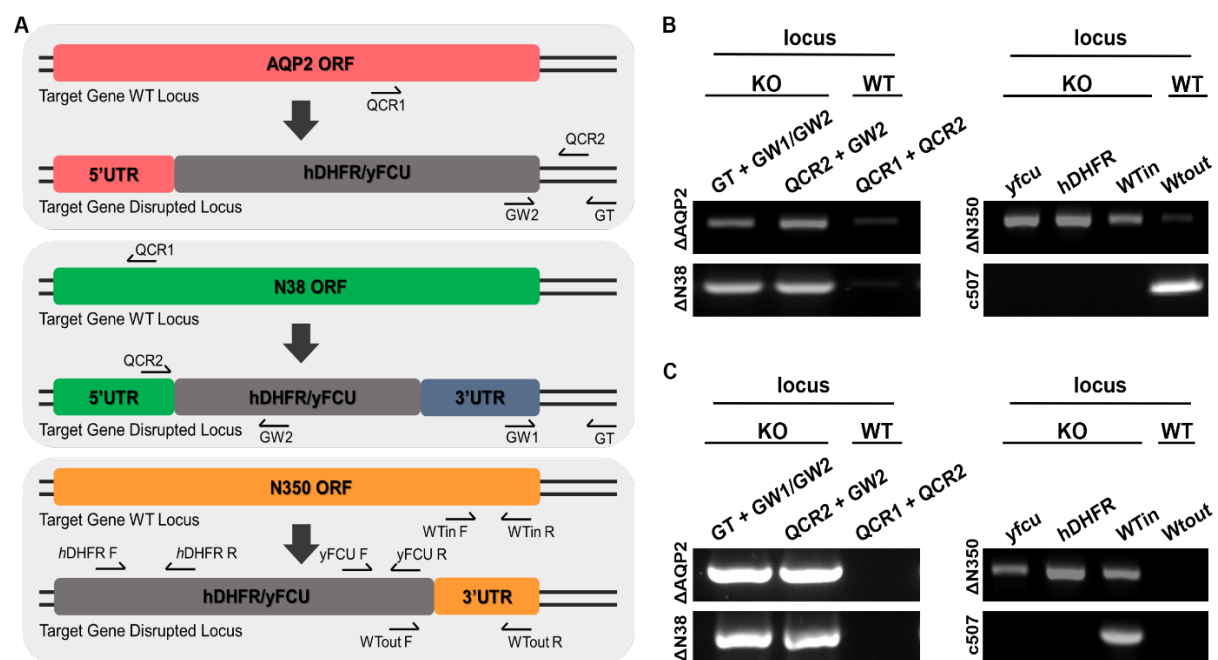 A
AQP2 ORF
Target Gene WT Locus
QCR1
QCR2
5'UTR
hDHFR/yFCU
Target Gene Disrupted Locus
GW2
GT
QCR1
N38 ORF
Target Gene WT Locus
QCR2
5'UTR
hDHFR/yFCU
3'UTR
Target Gene Disrupted Locus
GW2
GW1
GT
N350 ORF
Target Gene WT Locus
WTin F
WTin R
hDHFR F
hDHFR R
yFCU F
yFCU R
hDHFR/yFCU
3'UTR
Target Gene Disrupted Locus
WTout F
WTout R
B
locus
KO
WT
GT + GW1/GW2
QCR2 + GW2
QCR1 + QCR2
ΔAQP2
ΔN38
locus
KO
WT
yfcu
hDHFR
WTin
Wtout
ΔN350
c507
C
locus
KO
WT
GT + GW1/GW2
QCR2 + GW2
QCR1 + QCR2
ΔAQP2
ΔN38
locus
KO
WT
yfcu
hDHFR
WTin
Wtout
ΔN350
c507